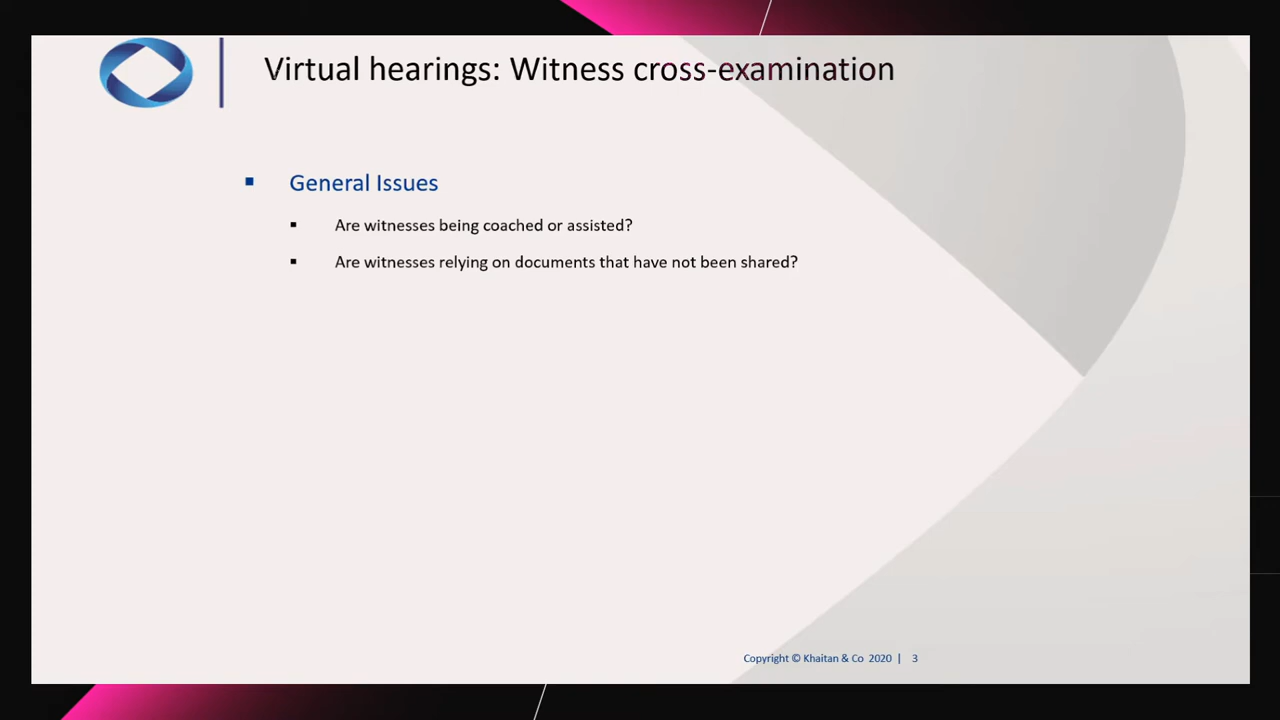 Virtual hearings: Witness cross-examination
▪ General Issues
▪ Are witnesses being coached or assisted?
▪ Are witnesses relying on documents that have not been shared?
Copyright © Khaitan & Co 2020 | 3